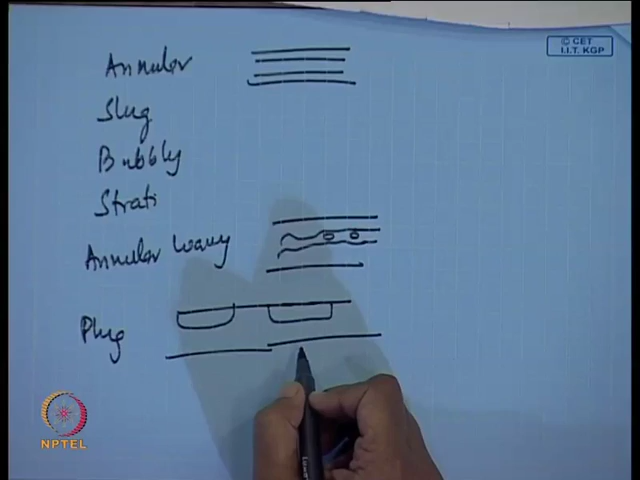 © CET
I.I.T. KGP
Annular
Slug
Bubbly
Strati
Annular Wavy
Plug
NPTEL